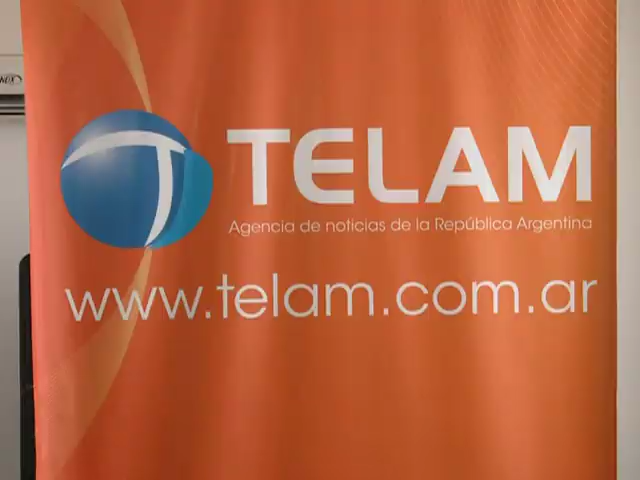 TELAM
Agencia de noticias de la República Argentina
www.telam.com.ar